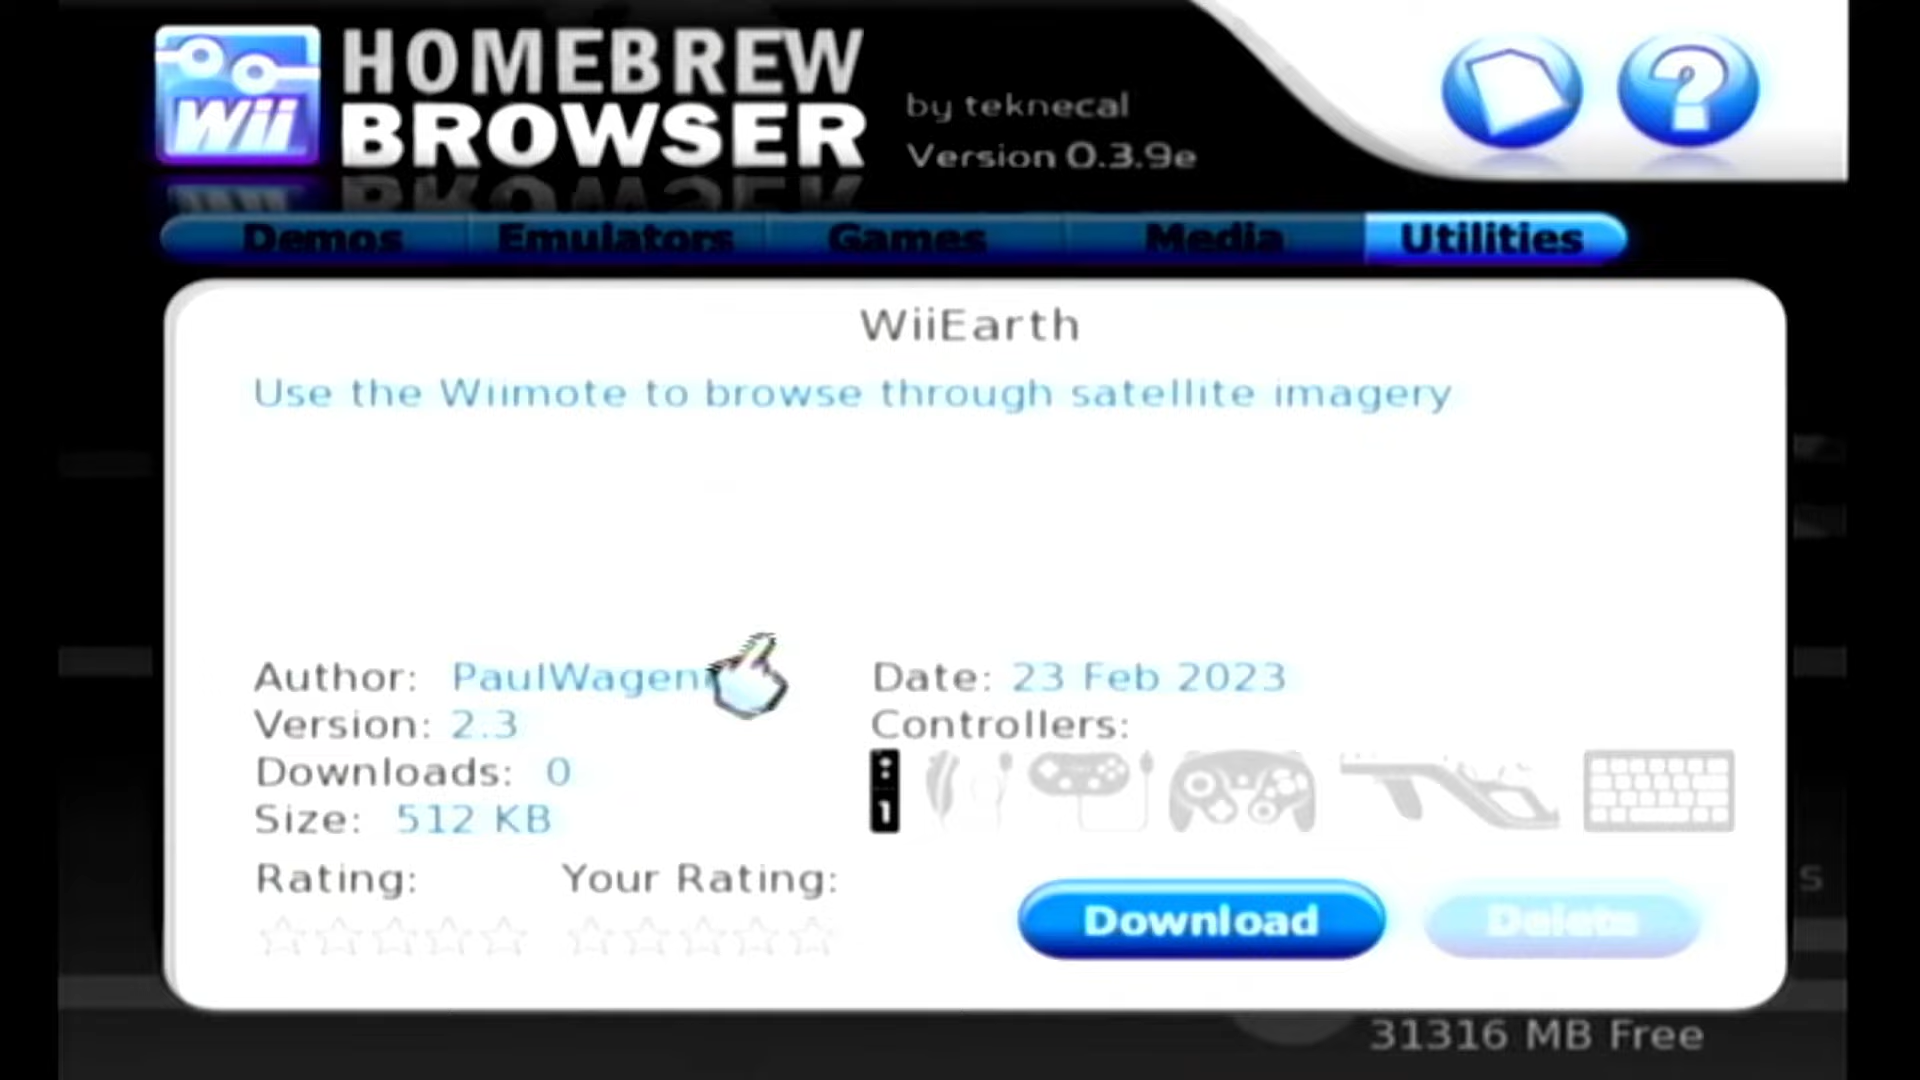 Wii
HOMEBREW
BROWSER
by teknecal
Version 0.3.9e
Demos Emulators Games Media Utilities
WiiEarth
Use the Wiimote to browse through satellite imagery
Author: PaulWagen
Date: 23 Feb 2023
Version: 2.3
Controllers:
Downloads: 0
1
Size: 512 KB
Rating: Your Rating:
Download Delete
31316 MB Free